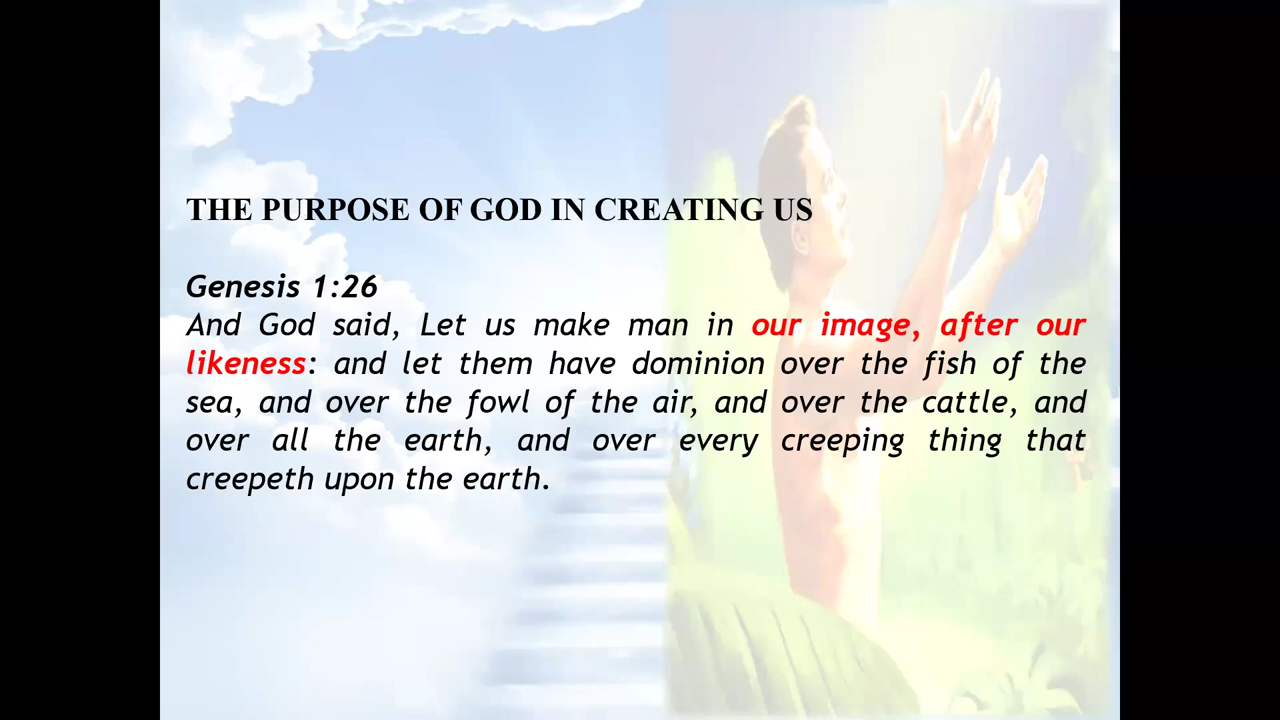 THE PURPOSE OF GOD IN CREATING US
Genesis 1:26
And God said, Let us make man in our image, after our
likeness: and let them have dominion over the fish of the
sea, and over the fowl of the air, and over the cattle, and
over all the earth, and over every creeping thing that
creepeth upon the earth.